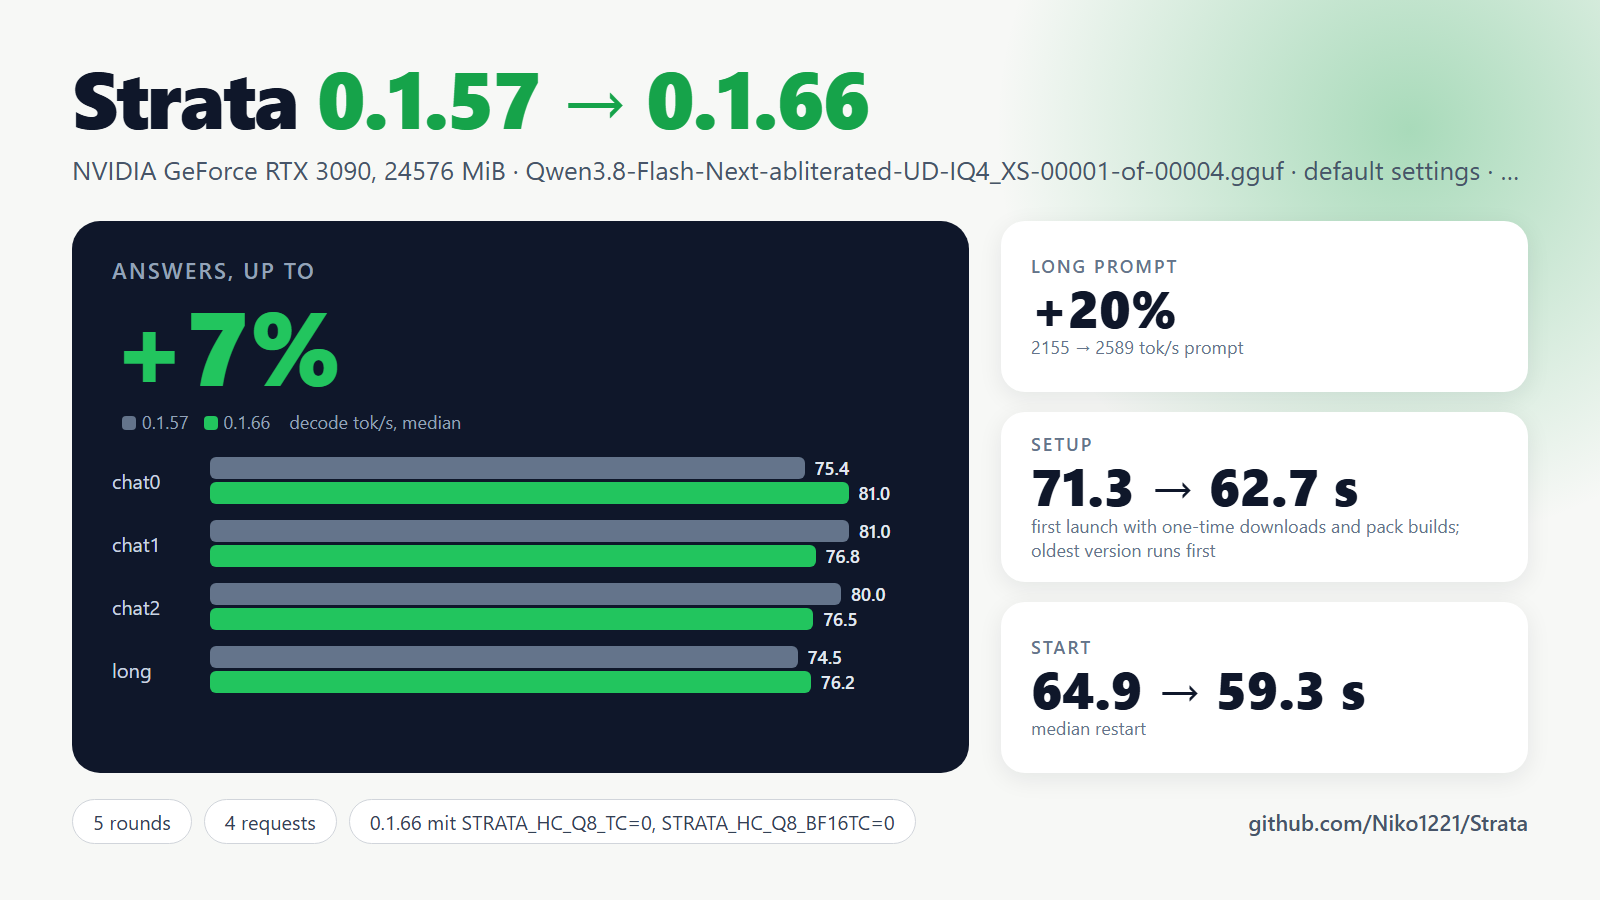 Strata 0.1.57 → 0.1.66
NVIDIA GeForce RTX 3090, 24576 MiB · Qwen3.8-Flash-Next-abliterated-UD-IQ4_XS-00001-of-00004.gguf · default settings · ...
ANSWERS, UP TO
+7%
0.1.57 0.1.66 decode tok/s, median
chat0
75.4
81.0
chat1
81.0
76.8
chat2
80.0
76.5
long
74.5
76.2
LONG PROMPT
+20%
2155 → 2589 tok/s prompt
SETUP
71.3 → 62.7 s
first launch with one-time downloads and pack builds;
oldest version runs first
START
64.9 → 59.3 s
median restart
5 rounds
4 requests
0.1.66 mit STRATA_HC_Q8_TC=0, STRATA_HC_Q8_BF16TC=0
github.com/Niko1221/Strata